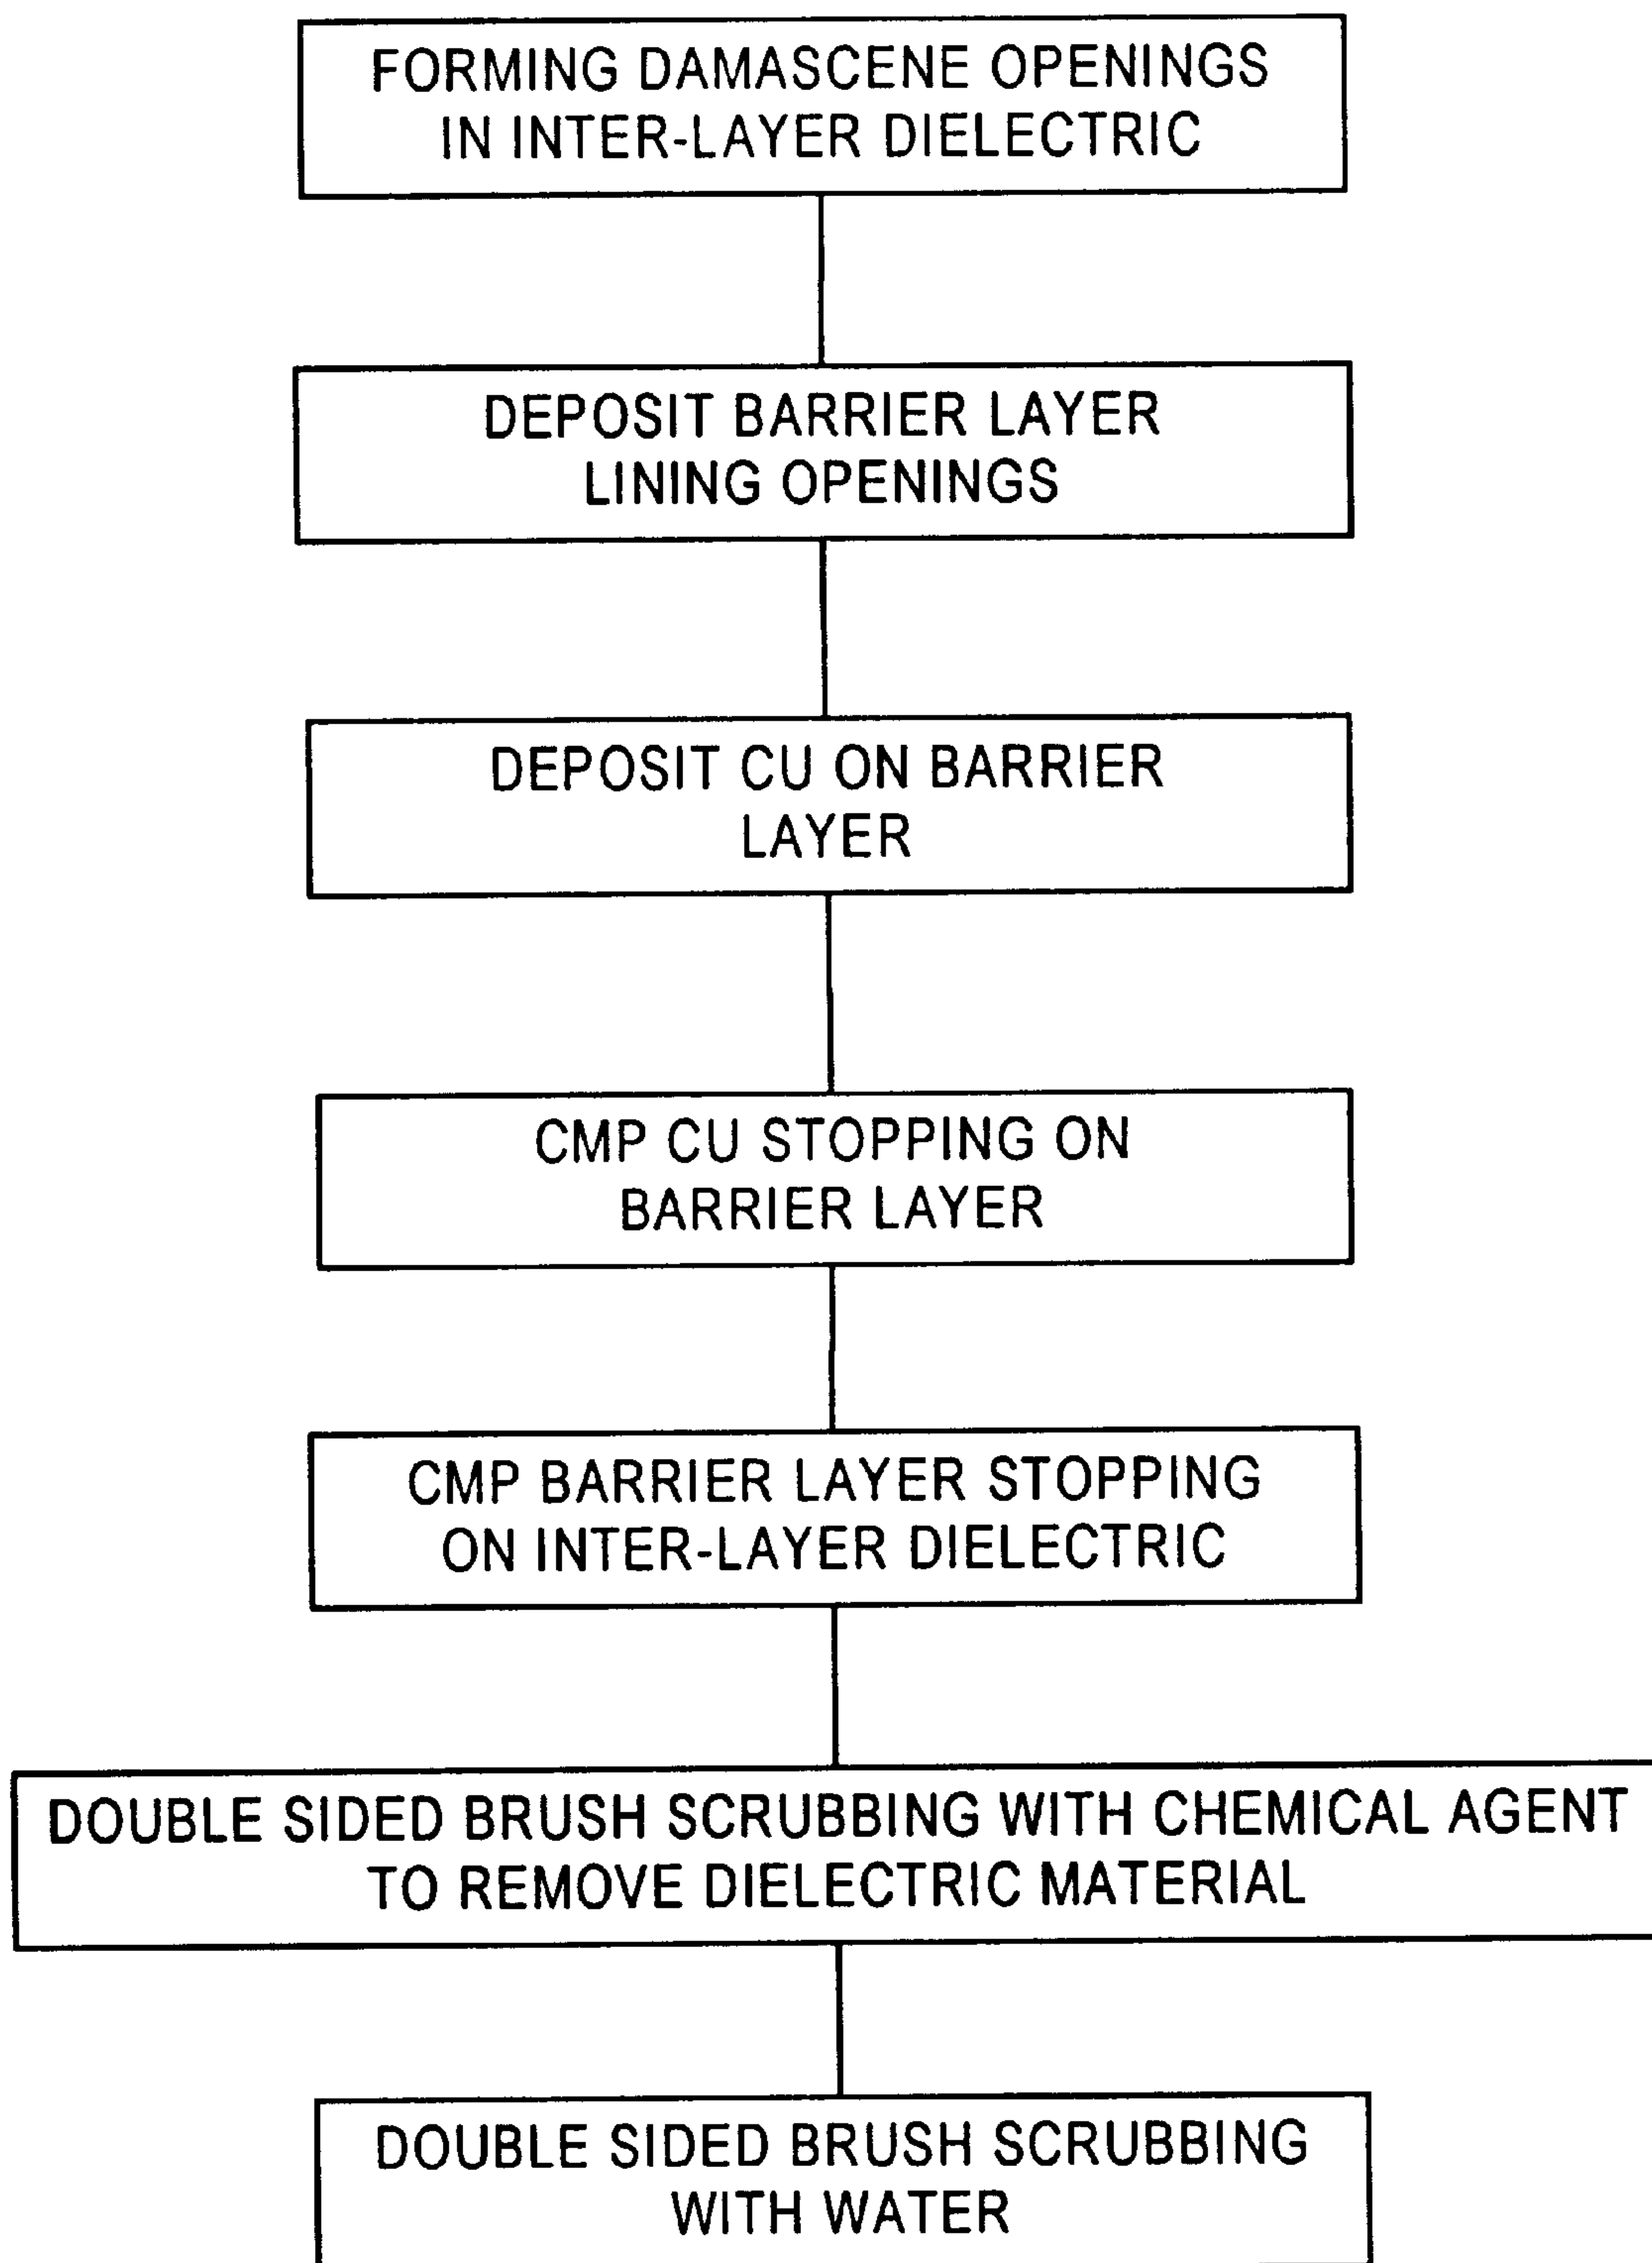 FORMING DAMASCENE OPENINGS
IN INTER-LAYER DIELECTRIC
DEPOSIT BARRIER LAYER
LINING OPENINGS
DEPOSIT CU ON BARRIER
LAYER
CMP CU STOPPING ON
BARRIER LAYER
CMP BARRIER LAYER STOPPING
ON INTER-LAYER DIELECTRIC
DOUBLE SIDED BRUSH SCRUBBING WITH CHEMICAL AGENT
TO REMOVE DIELECTRIC MATERIAL
DOUBLE SIDED BRUSH SCRUBBING
WITH WATER